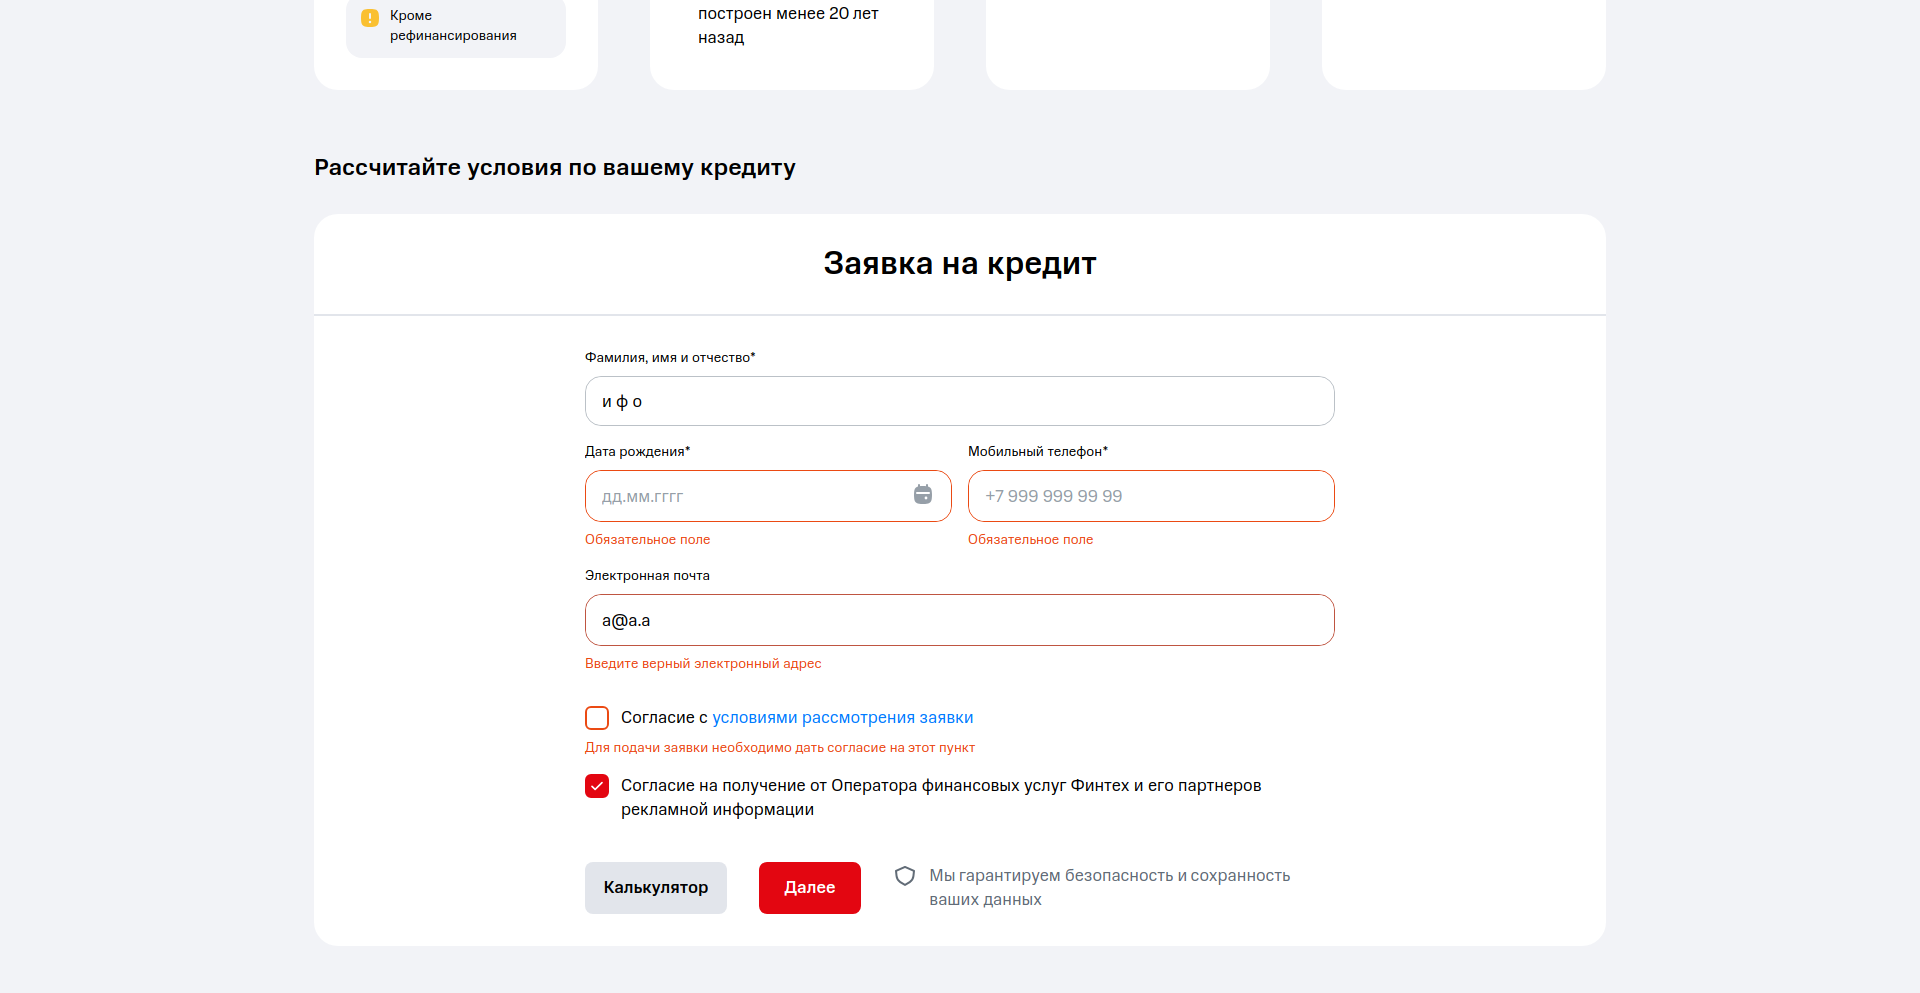 Кроме
рефинансирования
построен менее 20 лет
назад
Рассчитайте условия по вашему кредиту
Заявка на кредит
Фамилия, имя и отчество*
и ф о
Дата рождения*
Мобильный телефон*
дд.мм.гггг
+7 999 999 99 99
Обязательное поле
Обязательное поле
Электронная почта
a@a.a
Введите верный электронный адрес
Согласие с условиями рассмотрения заявки
Для подачи заявки необходимо дать согласие на этот пункт
Согласие на получение от Оператора финансовых услуг Финтех и его партнеров
рекламной информации
Калькулятор
Далее
Мы гарантируем безопасность и сохранность
ваших данных